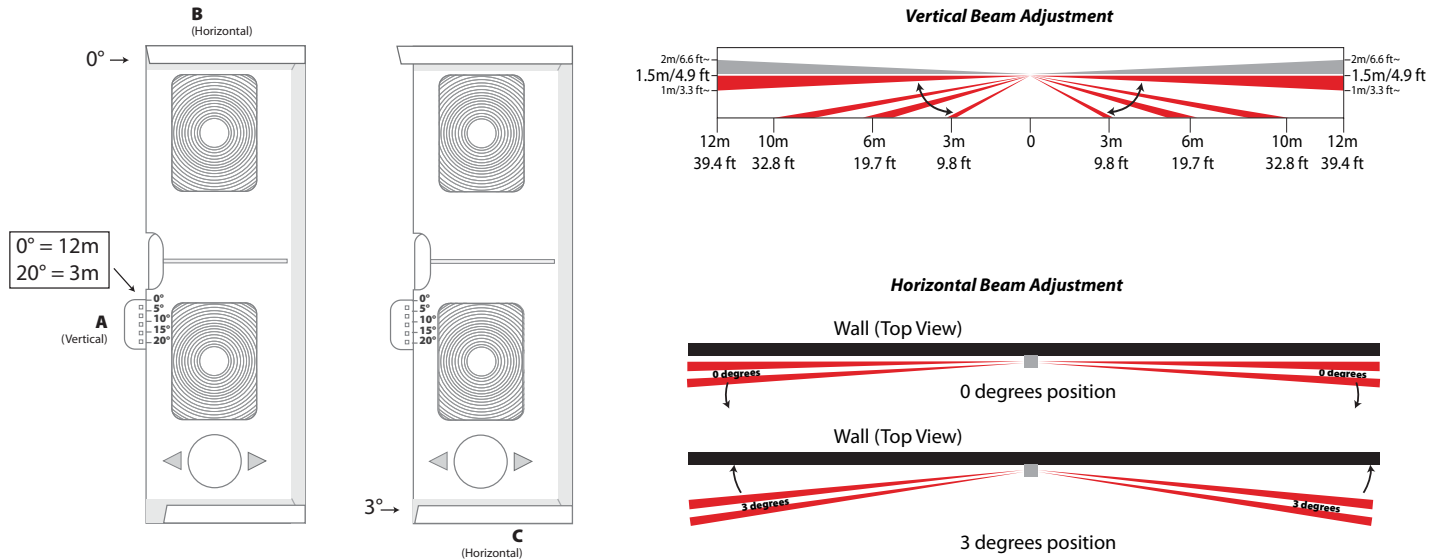 B
(Horizontal)
0°
0° = 12m
20° = 3m
A
(Vertical)
0°
5°
10°
15°
20°
0°
5°
10°
15°
20°
3°
C
(Horizontal)
Vertical Beam Adjustment
2m/6.6 ft~
1.5m/4.9 ft
1m/3.3 ft~
2m/6.6 ft~
1.5m/4.9 ft
1m/3.3 ft~
12m 10m 6m 3m 0 3m 6m 10m 12m
39.4 ft 32.8 ft 19.7 ft 9.8 ft 9.8 ft 19.7 ft 32.8 ft 39.4 ft
Horizontal Beam Adjustment
Wall (Top View)
0 degrees
0 degrees
0 degrees position
Wall (Top View)
3 degrees
3 degrees
3 degrees position